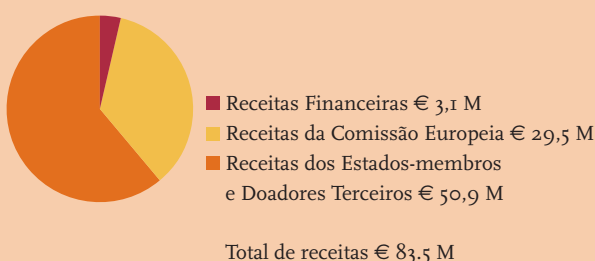 Receitas Financeiras € 3,1 M
Receitas da Comissão Europeia € 29,5 M
Receitas dos Estados-membros
e Doadores Terceiros € 50,9 M
Total de receitas € 83.5 M